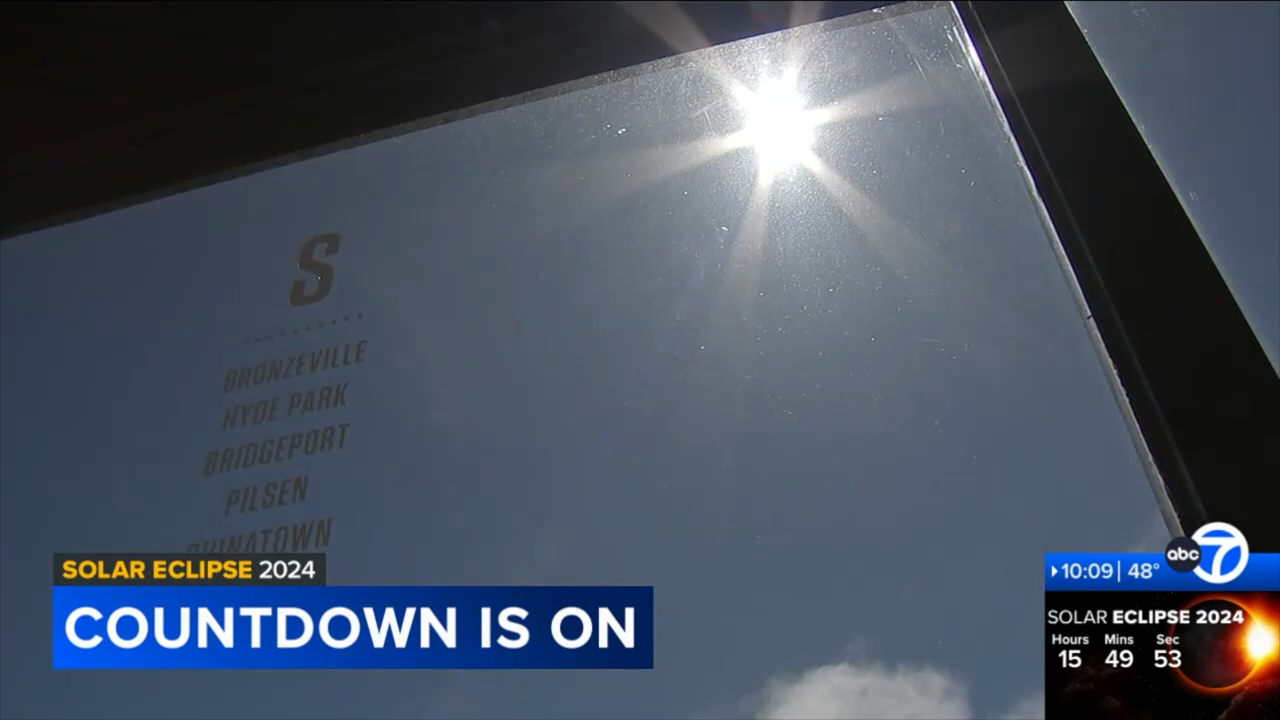 S
BRONZEVILLE
HYDE PARK
BRIDGEPORT
PILSEN
CHINATOWN
SOLAR ECLIPSE 2024
COUNTDOWN IS ON
abc 7
10:09 | 48°
SOLAR ECLIPSE 2024
Hours Mins Sec
15 49 53